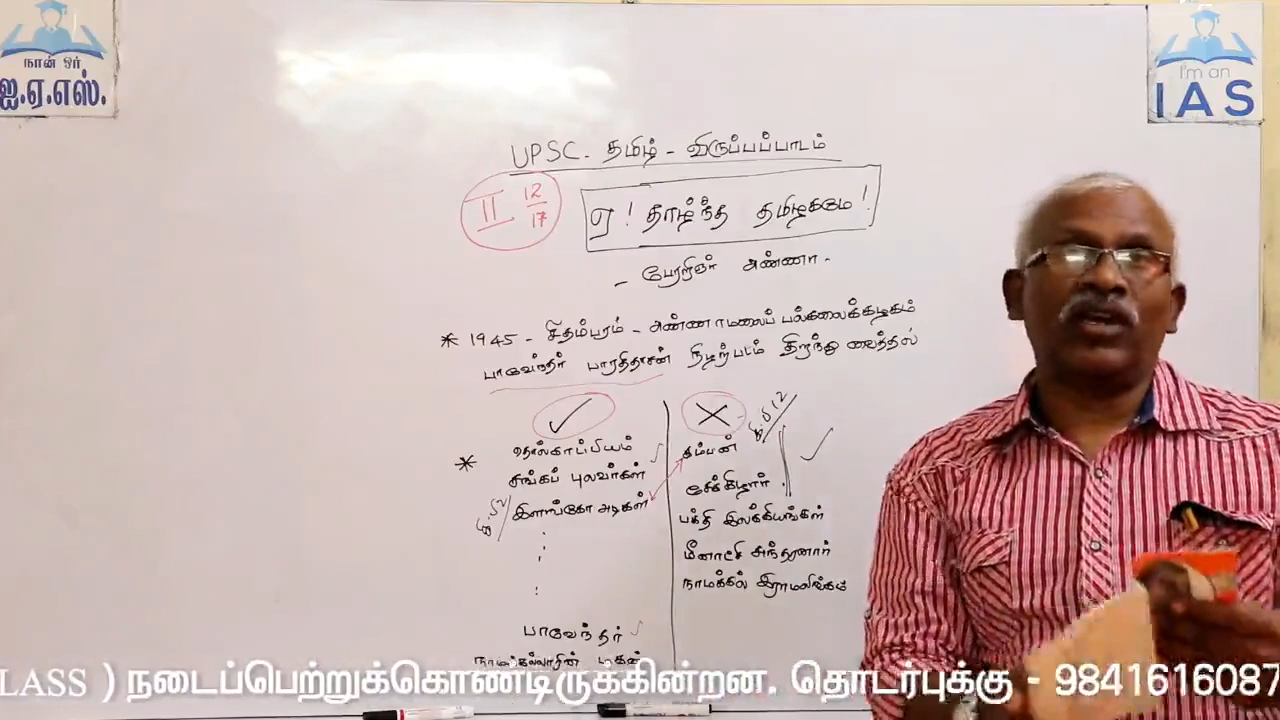 நான் ஓர்
ஐ.ஏ.எஸ்.
I'm an
IAS
UPSC - தமிழ் - விருப்பப்பாடம்
II 12/17
ஏ! தாழ்ந்த தமிழகமே!
- பேரறிஞர் அண்ணா -
* 1945 - சிதம்பரம் - அண்ணாமலைப் பல்கலைக்கழகம்
பாவேந்தர் பாரதிதாசன் நிழற்படம் திறந்து வைத்தல்
* தொல்காப்பியம்
சங்கப் புலவர்கள்
இளங்கோ அடிகள்
பாவேந்தர்
நாமக்கல்லாரின் மகன்
கம்பன்
சேக்கிழார்
பக்தி இலக்கியங்கள்
மீனாட்சி சுந்தரனார்
நாமக்கல் இராமலிங்கம்
LASS ) நடைப்பெற்றுக்கொண்டிருக்கின்றன. தொடர்புக்கு - 9841616087